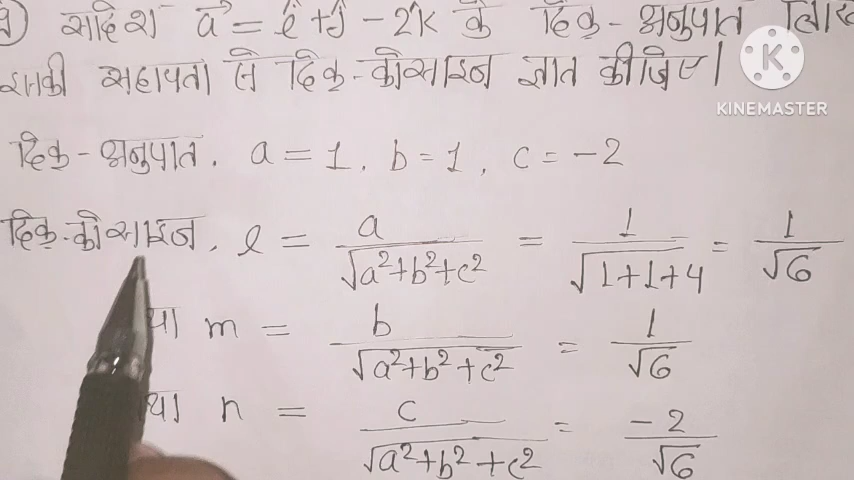 सदिश a⃗ = î + ĵ - 2k̂ के दिक्-अनुपात
इसकी सहायता से दिक्-कोसाइन ज्ञात कीजिए।
KINEMASTER
दिक्-अनुपात, a = 1, b = 1, c = -2
दिक्-कोसाइन, l = a/√(a²+b²+c²) = 1/√(1+1+4) = 1/√6
m = b/√(a²+b²+c²) = 1/√6
n = c/√(a²+b²+c²) = -2/√6